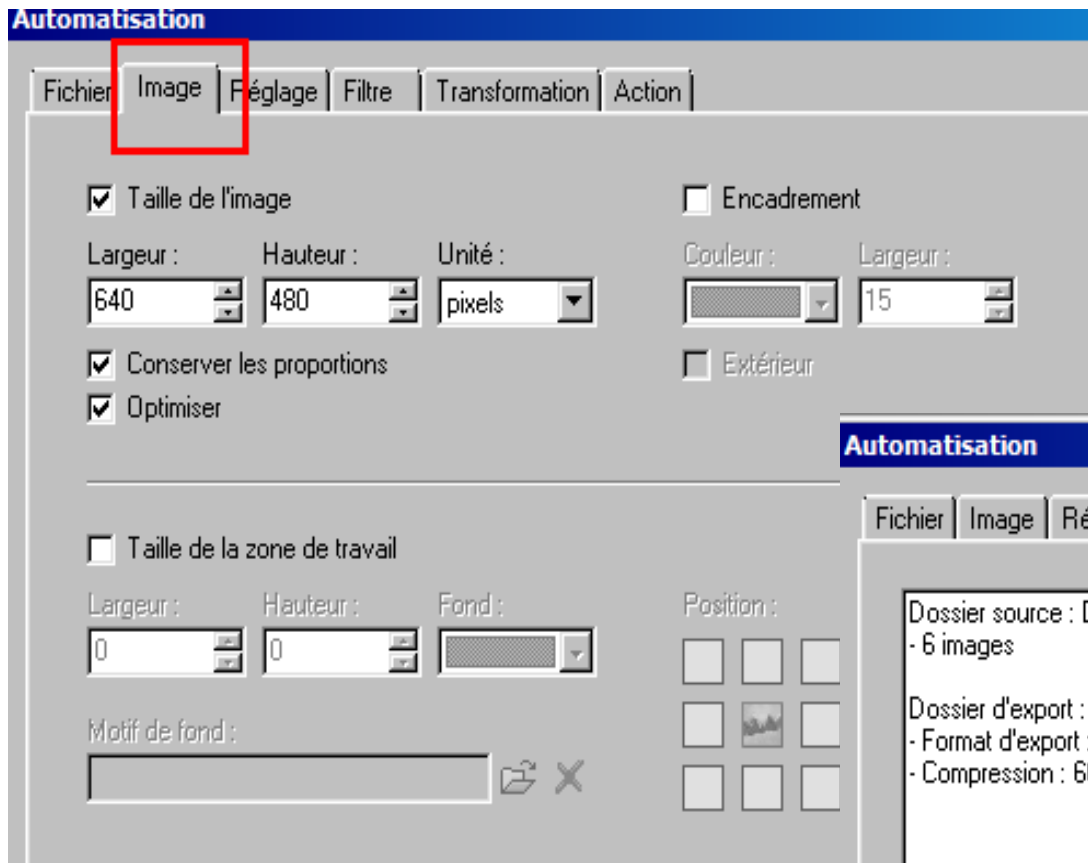 Automatisation
Fichier Image Réglage Filtre Transformation Action
Taille de l'image Encadrement
Largeur : Hauteur : Unité : Couleur : Largeur :
640 480 pixels 15
Conserver les proportions Extérieur
Optimiser
Taille de la zone de travail
Largeur : Hauteur : Fond : Position :
0 0
Motif de fond :
Automatisation
Fichier Image Ré
Dossier source :
- 6 images
Dossier d'export :
- Format d'export :
- Compression :